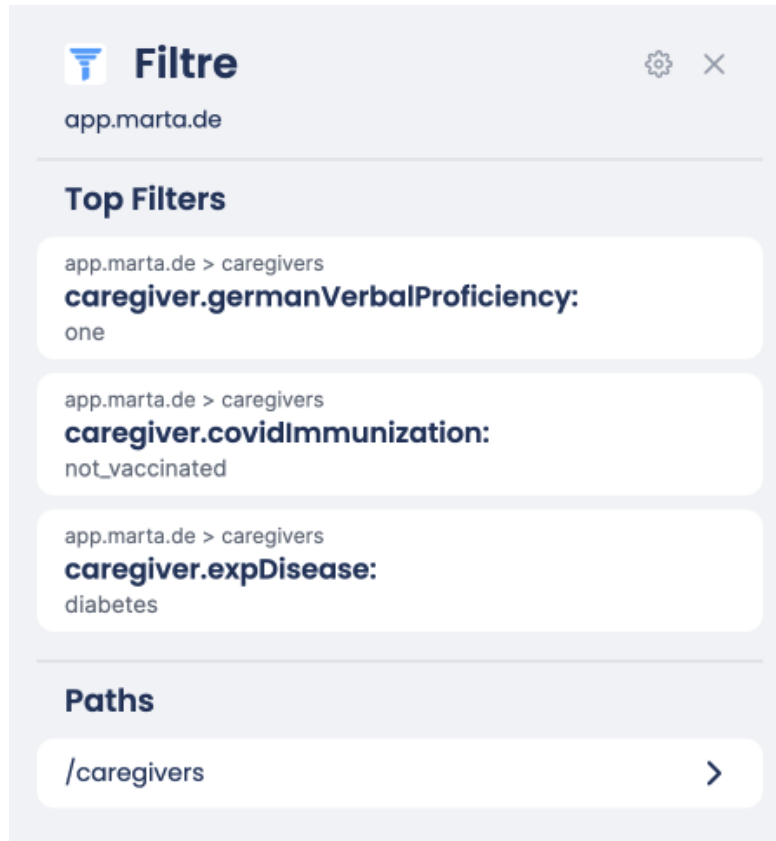 Filtre
app.marta.de
Top Filters
app.marta.de > caregivers
caregiver.germanVerbalProficiency:
one
app.marta.de > caregivers
caregiver.covidImmunization:
not_vaccinated
app.marta.de > caregivers
caregiver.expDisease:
diabetes
Paths
/caregivers